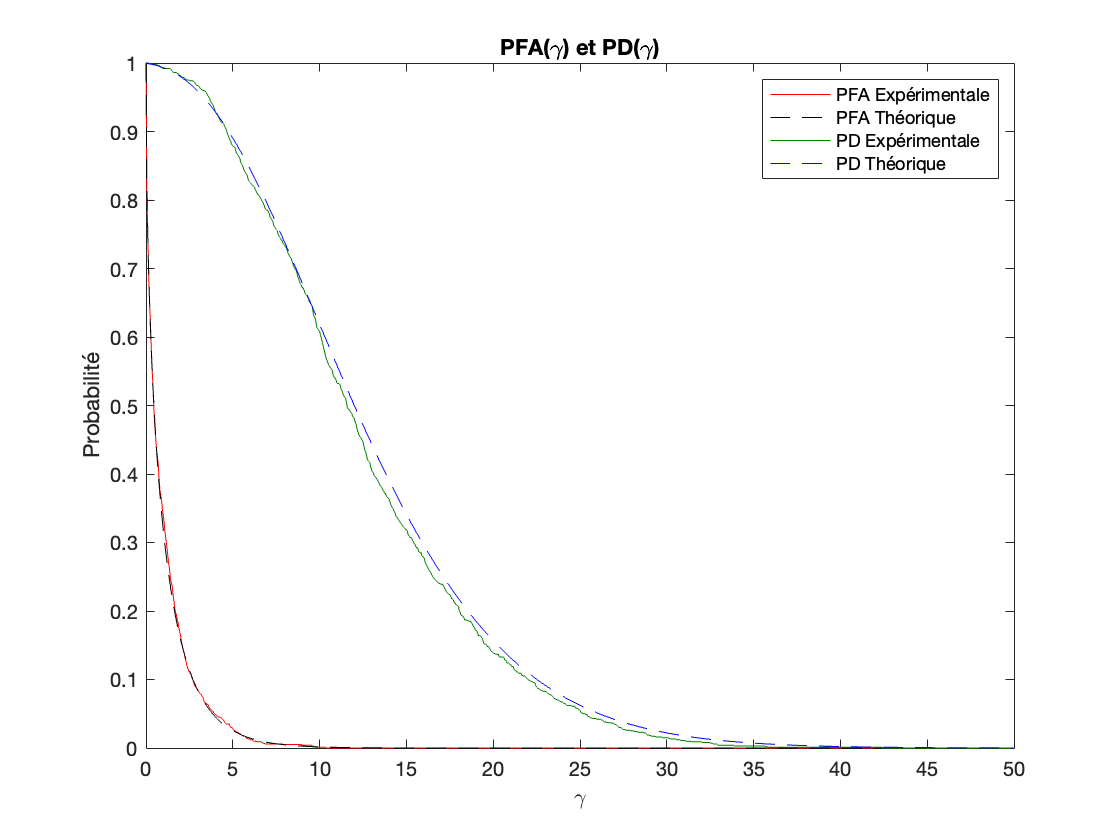 PFA(γ) et PD(γ)
PFA Expérimentale
PFA Théorique
PD Expérimentale
PD Théorique
Probabilité
1
0.9
0.8
0.7
0.6
0.5
0.4
0.3
0.2
0.1
0
0 5 10 15 20 25 30 35 40 45 50
γ